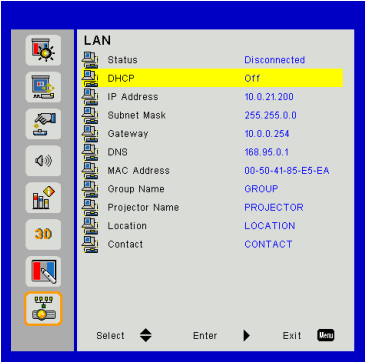 LAN
Status Disconnected
DHCP Off
IP Address 10.0.21.200
Subnet Mask 255.255.0.0
Gateway 10.0.0.254
DNS 168.95.0.1
MAC Address 00-50-41-85-E5-EA
Group Name GROUP
Projector Name PROJECTOR
Location LOCATION
Contact CONTACT
3D
Select Enter Exit Menu